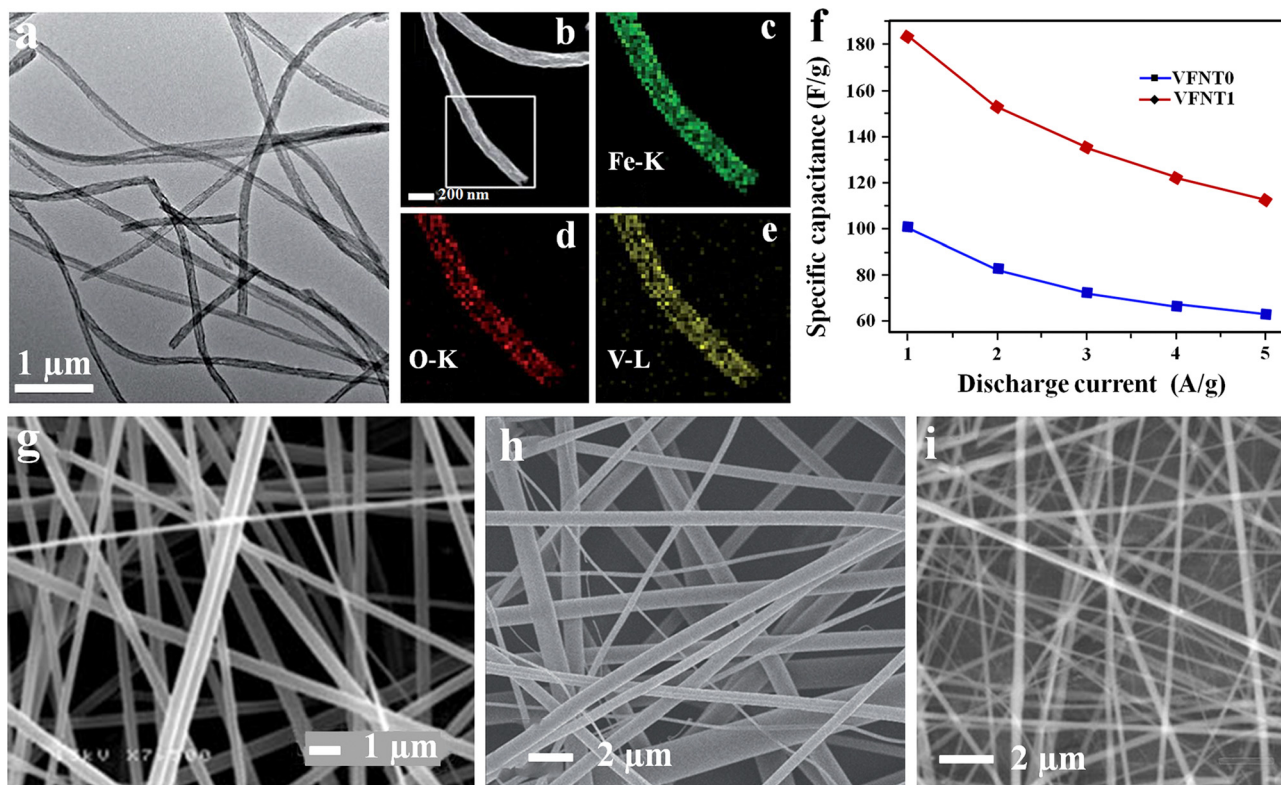 a
1 μm
b
200 nm
c
Fe-K
d
O-K
e
V-L
f
Specific capacitance (F/g)
180
160
140
120
100
80
60
VFNT0
VFNT1
1 2 3 4 5
Discharge current (A/g)
g
1 μm
h
2 μm
i
2 μm